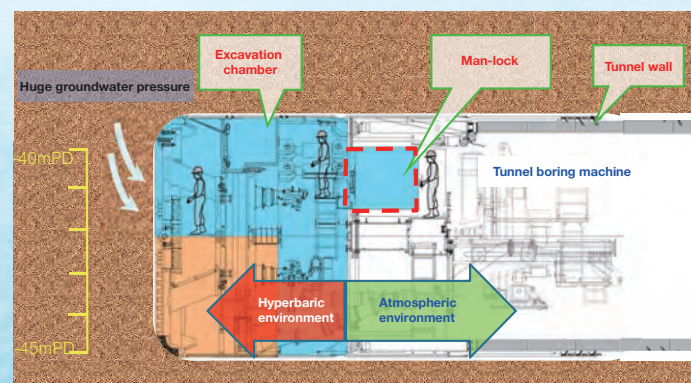 Excavation
chamber
Man-lock
Tunnel wall
Huge groundwater pressure
-40mPD
Tunnel boring machine
Hyperbaric
environment
Atmospheric
environment
-45mPD